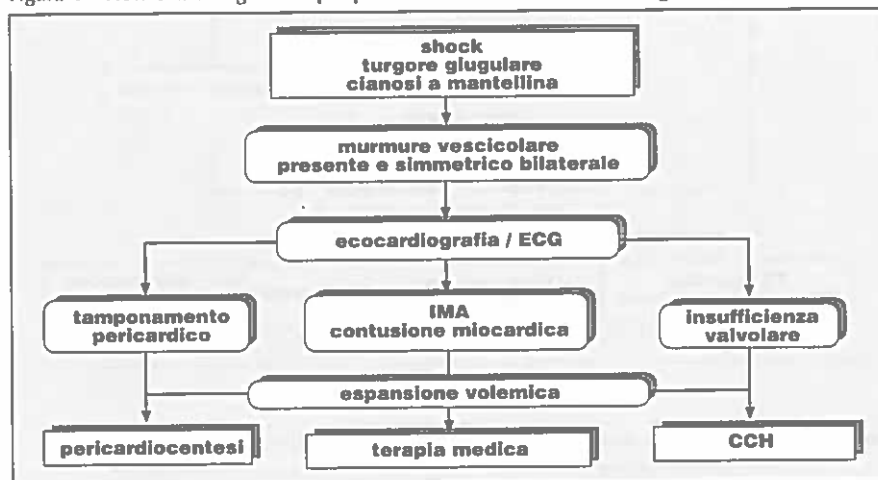 shock
turgore giugulare
cianosi a mantellina
murmure vescicolare
presente e simmetrico bilaterale
ecocardiografia / ECG
tamponamento
pericardico
IMA
contusione miocardica
insufficienza
valvolare
espansione volemica
pericardiocentesi
terapia medica
CCH